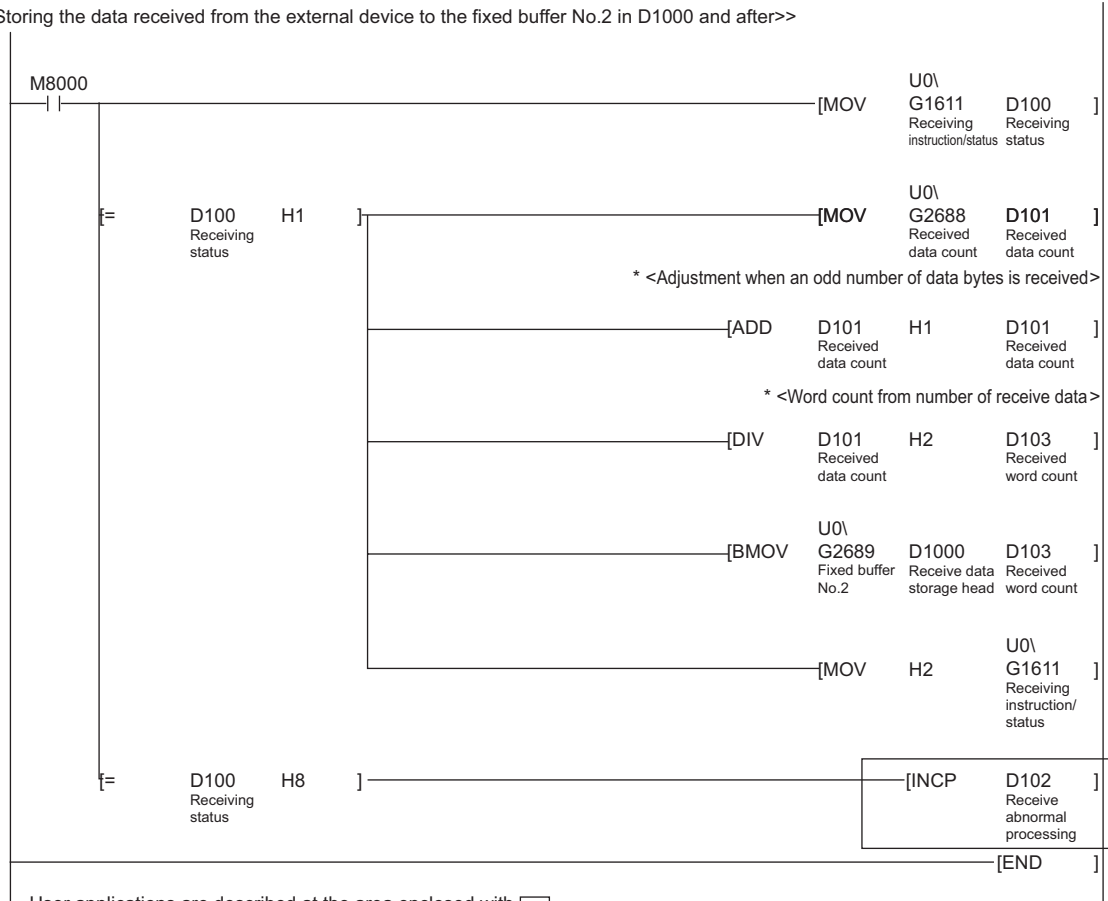 Storing the data received from the external device to the fixed buffer No.2 in D1000 and after>>
M8000
U0\
[MOV G1611 D100 ]
Receiving Receiving
instruction/status status
U0\
[= D100 H1 ] [MOV G2688 D101 ]
Receiving Received Received
status data count data count
* <Adjustment when an odd number of data bytes is received>
[ADD D101 H1 D101 ]
Received Received
data count data count
* <Word count from number of receive data>
[DIV D101 H2 D103 ]
Received Received
data count word count
U0\
[BMOV G2689 D1000 D103 ]
Fixed buffer Receive data Received
No.2 storage head word count
U0\
[MOV H2 G1611 ]
Receiving
instruction/
status
[= D100 H8 ] [INCP D102 ]
Receiving Receive
status abnormal
processing
[END ]
User applications are described at the area enclosed with